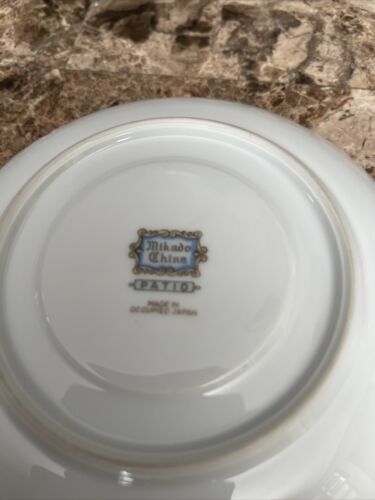 Mikado
China
PATIO
MADE IN
OCCUPIED JAPAN